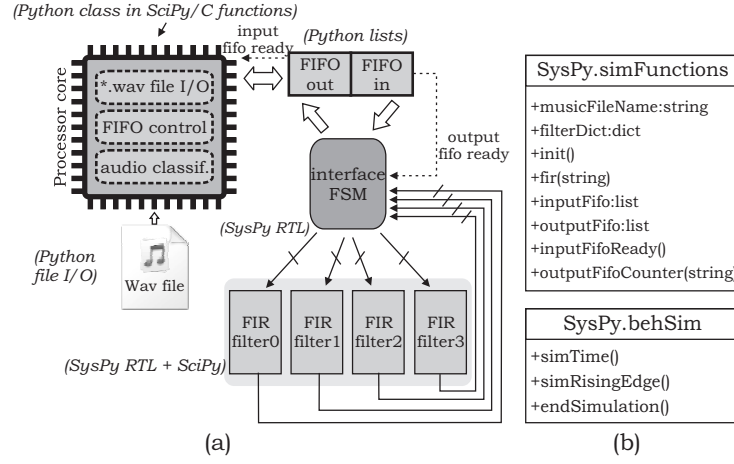 (Python class in SciPy/C functions)
input
fifo ready
(Python lists)
FIFO
out
FIFO
in
Processor core
*.wav file I/O
FIFO control
audio classif.
output
fifo ready
interface
FSM
(SysPy RTL)
(Python
file I/O)
Wav file
FIR
filter0
FIR
filter1
FIR
filter2
FIR
filter3
(SysPy RTL + SciPy)
(a)
SysPy.simFunctions
+musicFileName:string
+filterDict:dict
+init()
+fir(string)
+inputFifo:list
+outputFifo:list
+inputFifoReady()
+outputFifoCounter(string)
SysPy.behSim
+simTime()
+simRisingEdge()
+endSimulation()
(b)